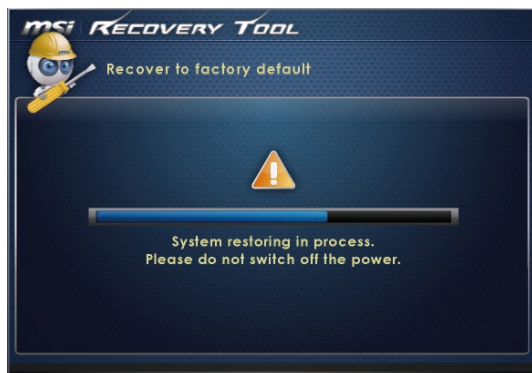 msi RECOVERY TOOL
Recover to factory default
System restoring in process.
Please do not switch off the power.